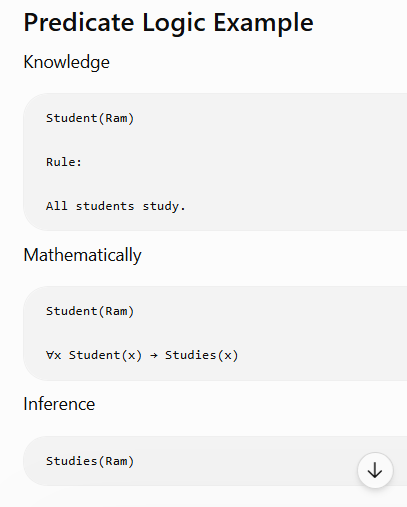 Predicate Logic Example
Knowledge
Student(Ram)
Rule:
All students study.
Mathematically
Student(Ram)
∀x Student(x) → Studies(x)
Inference
Studies(Ram)